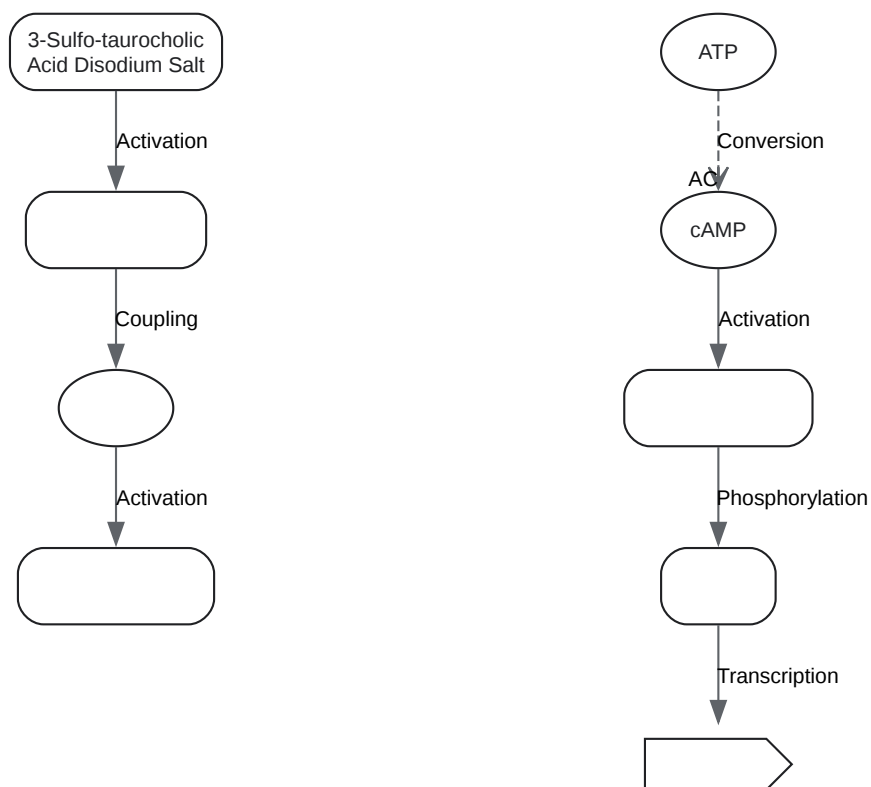 3-Sulfo-taurocholic
Acid Disodium Salt
Activation
Coupling
Activation
ATP
Conversion
AC
cAMP
Activation
Phosphorylation
Transcription